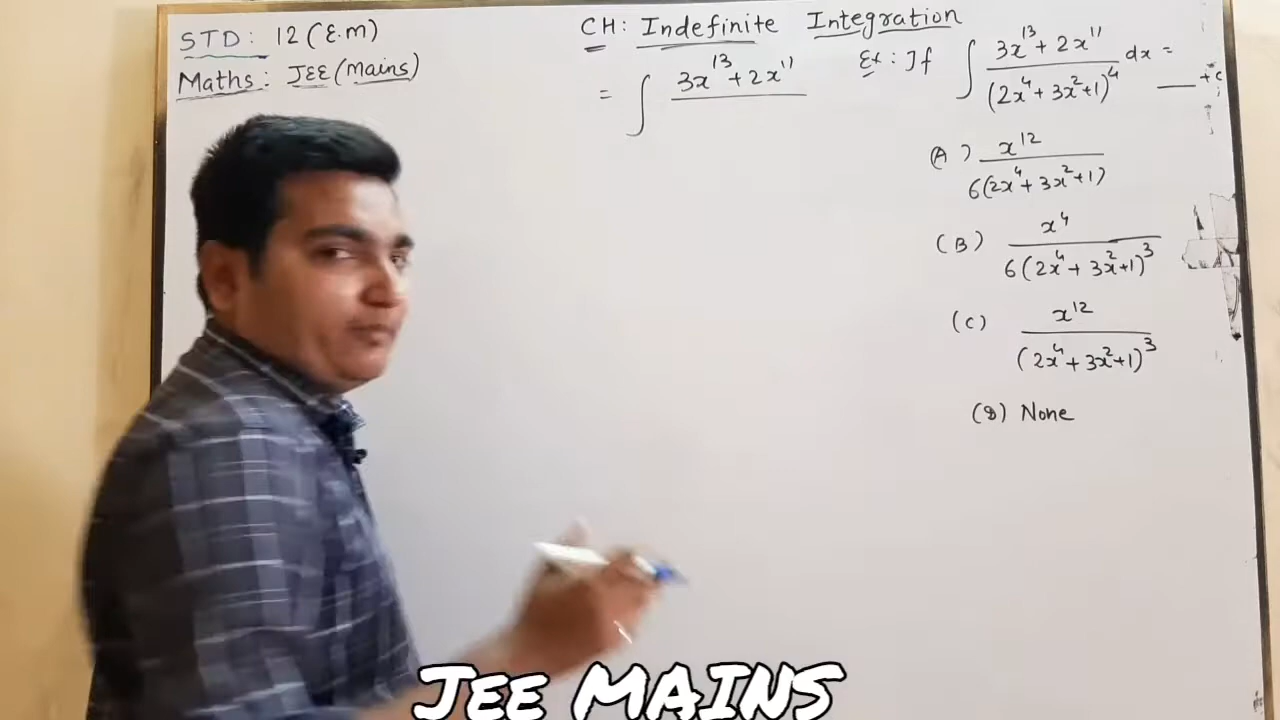 STD: 12 (E.m)
Maths: JEE (Mains)
CH: Indefinite Integration
Ex: If ∫ (3x^13 + 2x^11)/(2x^4 + 3x^2 + 1)^4 dx = ___ + c
= ∫ 3x^13 + 2x^11
(A) x^12/6(2x^4 + 3x^2 + 1)
(B) x^4/6(2x^4 + 3x^2 + 1)^3
(C) x^12/(2x^4 + 3x^2 + 1)^3
(D) None
JEE MAINS